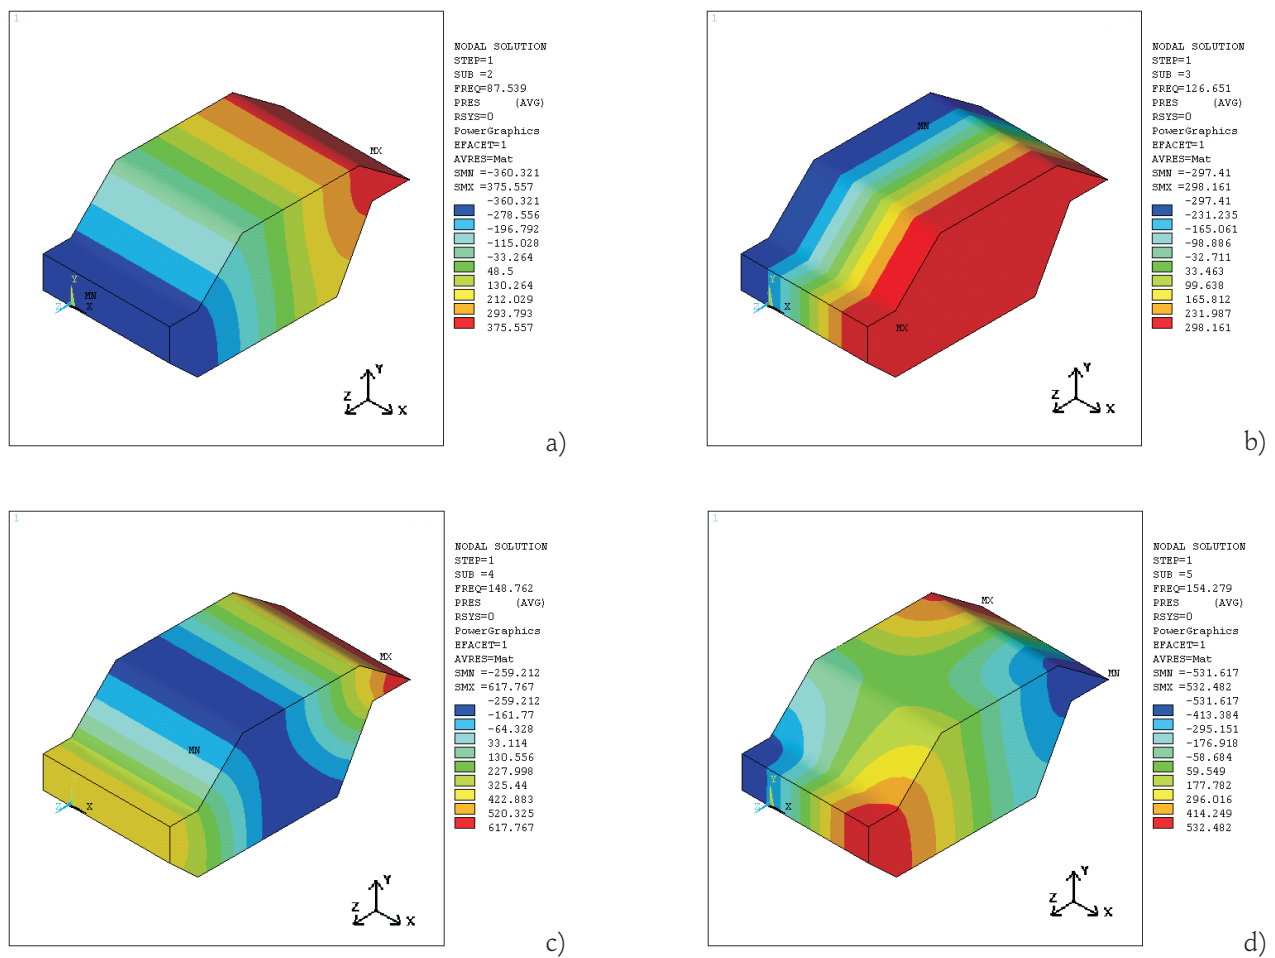 1
NODAL SOLUTION
STEP=1
SUB =2
FREQ=87.539
PRES (AVG)
RSYS=0
PowerGraphics
EFACET=1
AVRES=Mat
SMN =-360.321
SMX =375.557
-360.321
-278.556
-196.792
-115.028
-33.264
48.5
130.264
212.029
293.793
375.557
MX
MN
Y
Z
X
Y
Z
X
a)
1
NODAL SOLUTION
STEP=1
SUB =3
FREQ=126.651
PRES (AVG)
RSYS=0
PowerGraphics
EFACET=1
AVRES=Mat
SMN =-297.41
SMX =298.161
-297.41
-231.235
-165.061
-98.886
-32.711
33.463
99.638
165.812
231.987
298.161
MN
MX
Y
Z
X
Y
Z
X
b)
1
NODAL SOLUTION
STEP=1
SUB =4
FREQ=148.762
PRES (AVG)
RSYS=0
PowerGraphics
EFACET=1
AVRES=Mat
SMN =-259.212
SMX =617.767
-259.212
-161.77
-64.328
33.114
130.556
227.998
325.44
422.883
520.325
617.767
MX
MN
Y
Z
X
Y
Z
X
c)
1
NODAL SOLUTION
STEP=1
SUB =5
FREQ=154.279
PRES (AVG)
RSYS=0
PowerGraphics
EFACET=1
AVRES=Mat
SMN =-531.617
SMX =532.482
-531.617
-413.384
-295.151
-176.918
-58.684
59.549
177.782
296.016
414.249
532.482
MX
MN
Y
Z
X
Y
Z
X
d)